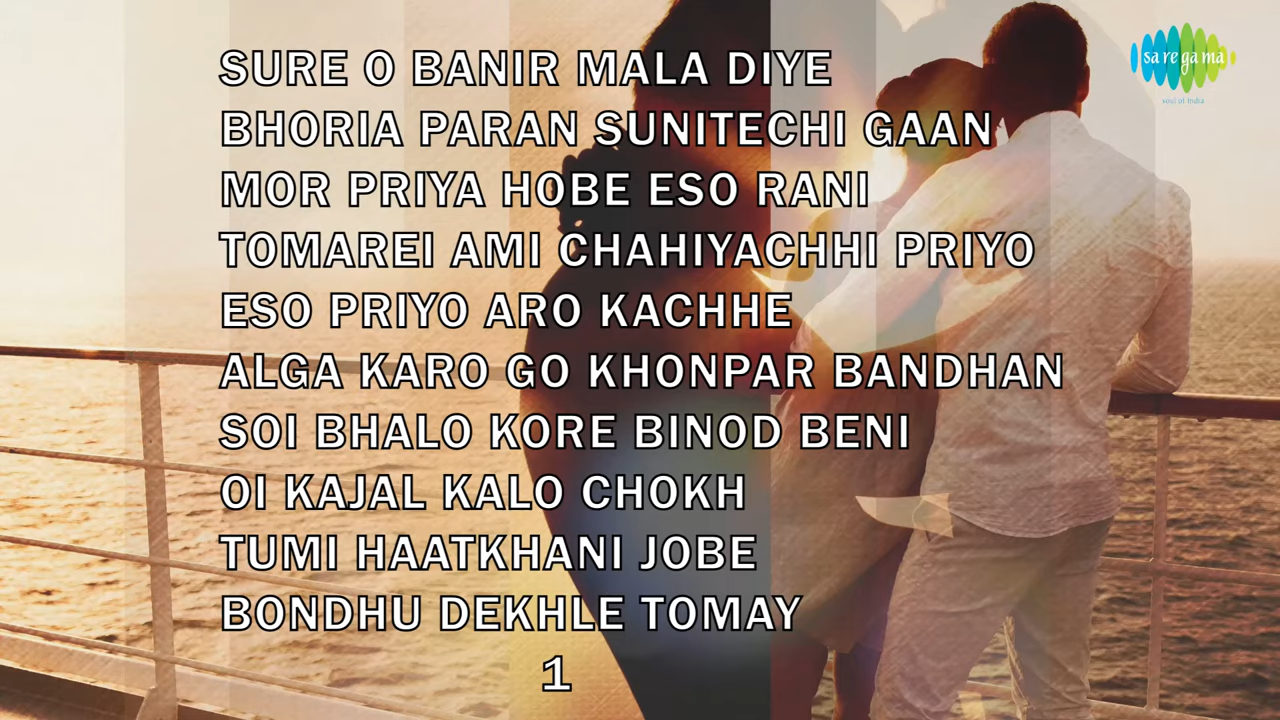 SURE O BANIR MALA DIYE
BHORIA PARAN SUNITECHI GAAN
MOR PRIYA HOBE ESO RANI
TOMAREI AMI CHAHIYACHHI PRIYO
ESO PRIYO ARO KACHHE
ALGA KARO GO KHONPAR BANDHAN
SOI BHALO KORE BINOD BENI
OI KAJAL KALO CHOKH
TUMI HAATKHANI JOBE
BONDHU DEKHLE TOMAY
1
sa re ga ma
soul of india